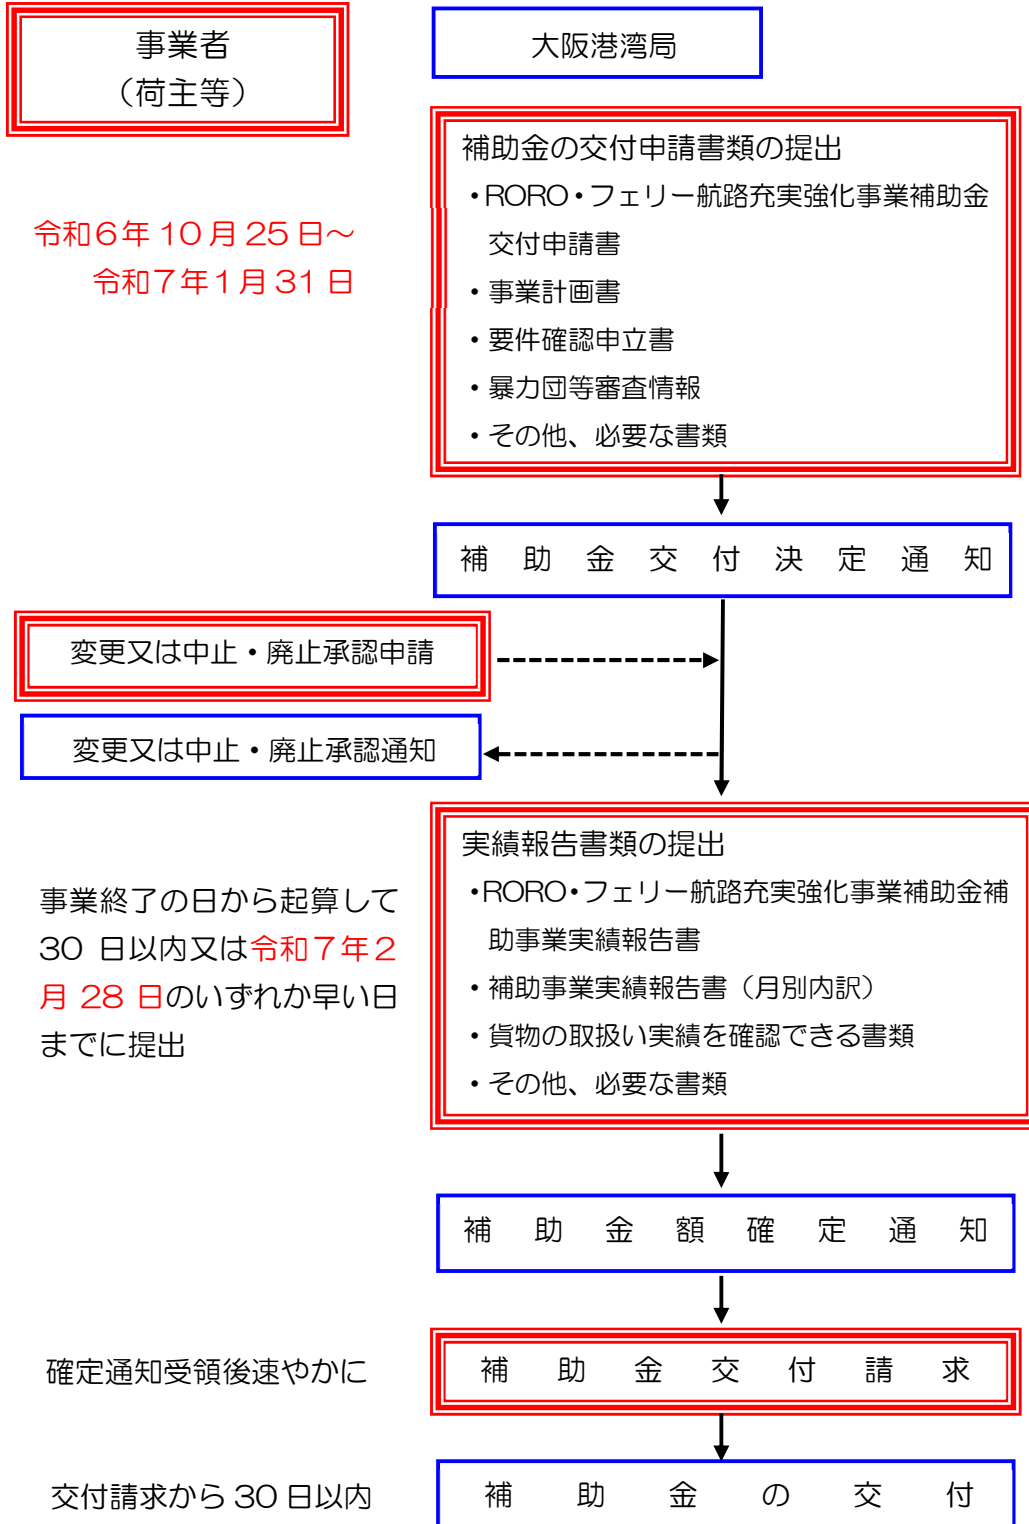 事業者
（荷主等）
大阪港湾局
補助金の交付申請書類の提出
・RORO・フェリー航路充実強化事業補助金
交付申請書
・事業計画書
・要件確認申立書
・暴力団等審査情報
・その他、必要な書類
令和６年 10 月 25 日～
令和７年１月 31 日
補助金交付決定通知
変更又は中止・廃止承認申請
変更又は中止・廃止承認通知
実績報告書類の提出
・RORO・フェリー航路充実強化事業補助金補
助事業実績報告書
・補助事業実績報告書（月別内訳）
・貨物の取扱い実績を確認できる書類
・その他、必要な書類
事業終了の日から起算して
30 日以内又は令和７年２
月 28 日のいずれか早い日
までに提出
補助金額確定通知
確定通知受領後速やかに
補助金交付請求
交付請求から 30 日以内
補助金の交付